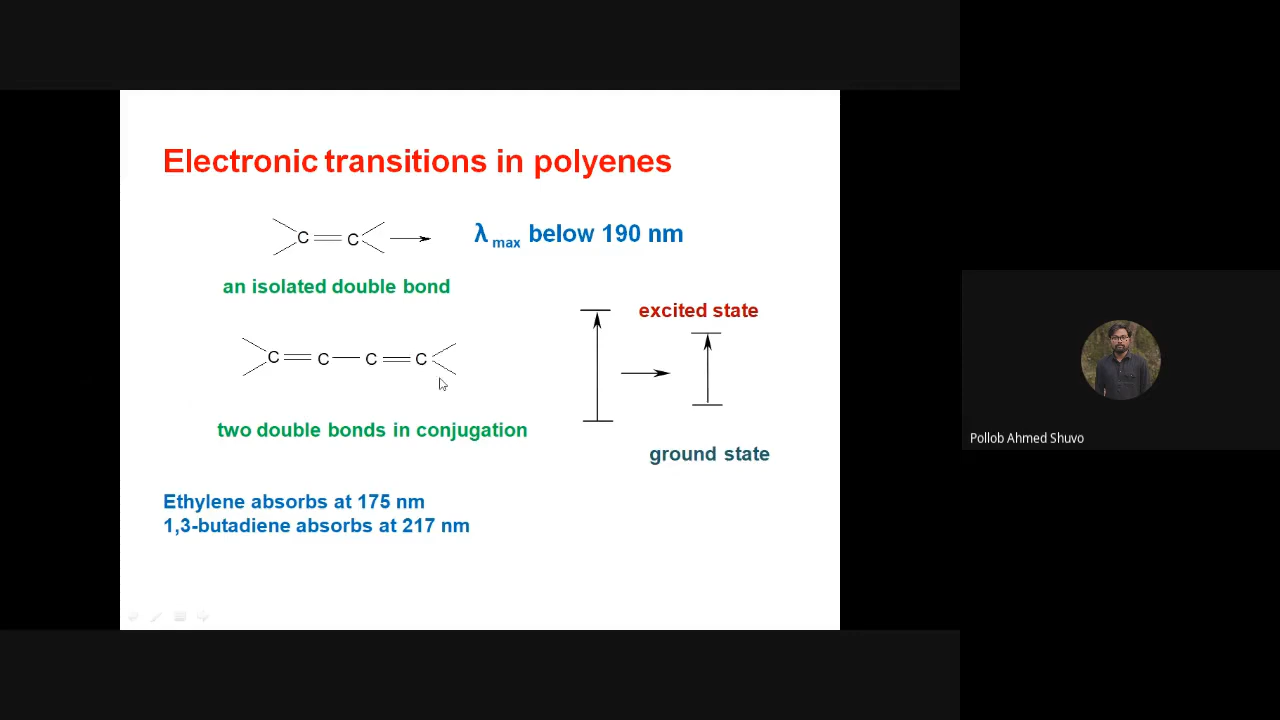 Electronic transitions in polyenes
C C
λmax below 190 nm
an isolated double bond
excited state
C C C C
two double bonds in conjugation
ground state
Pollob Ahmed Shuvo
Ethylene absorbs at 175 nm
1,3-butadiene absorbs at 217 nm